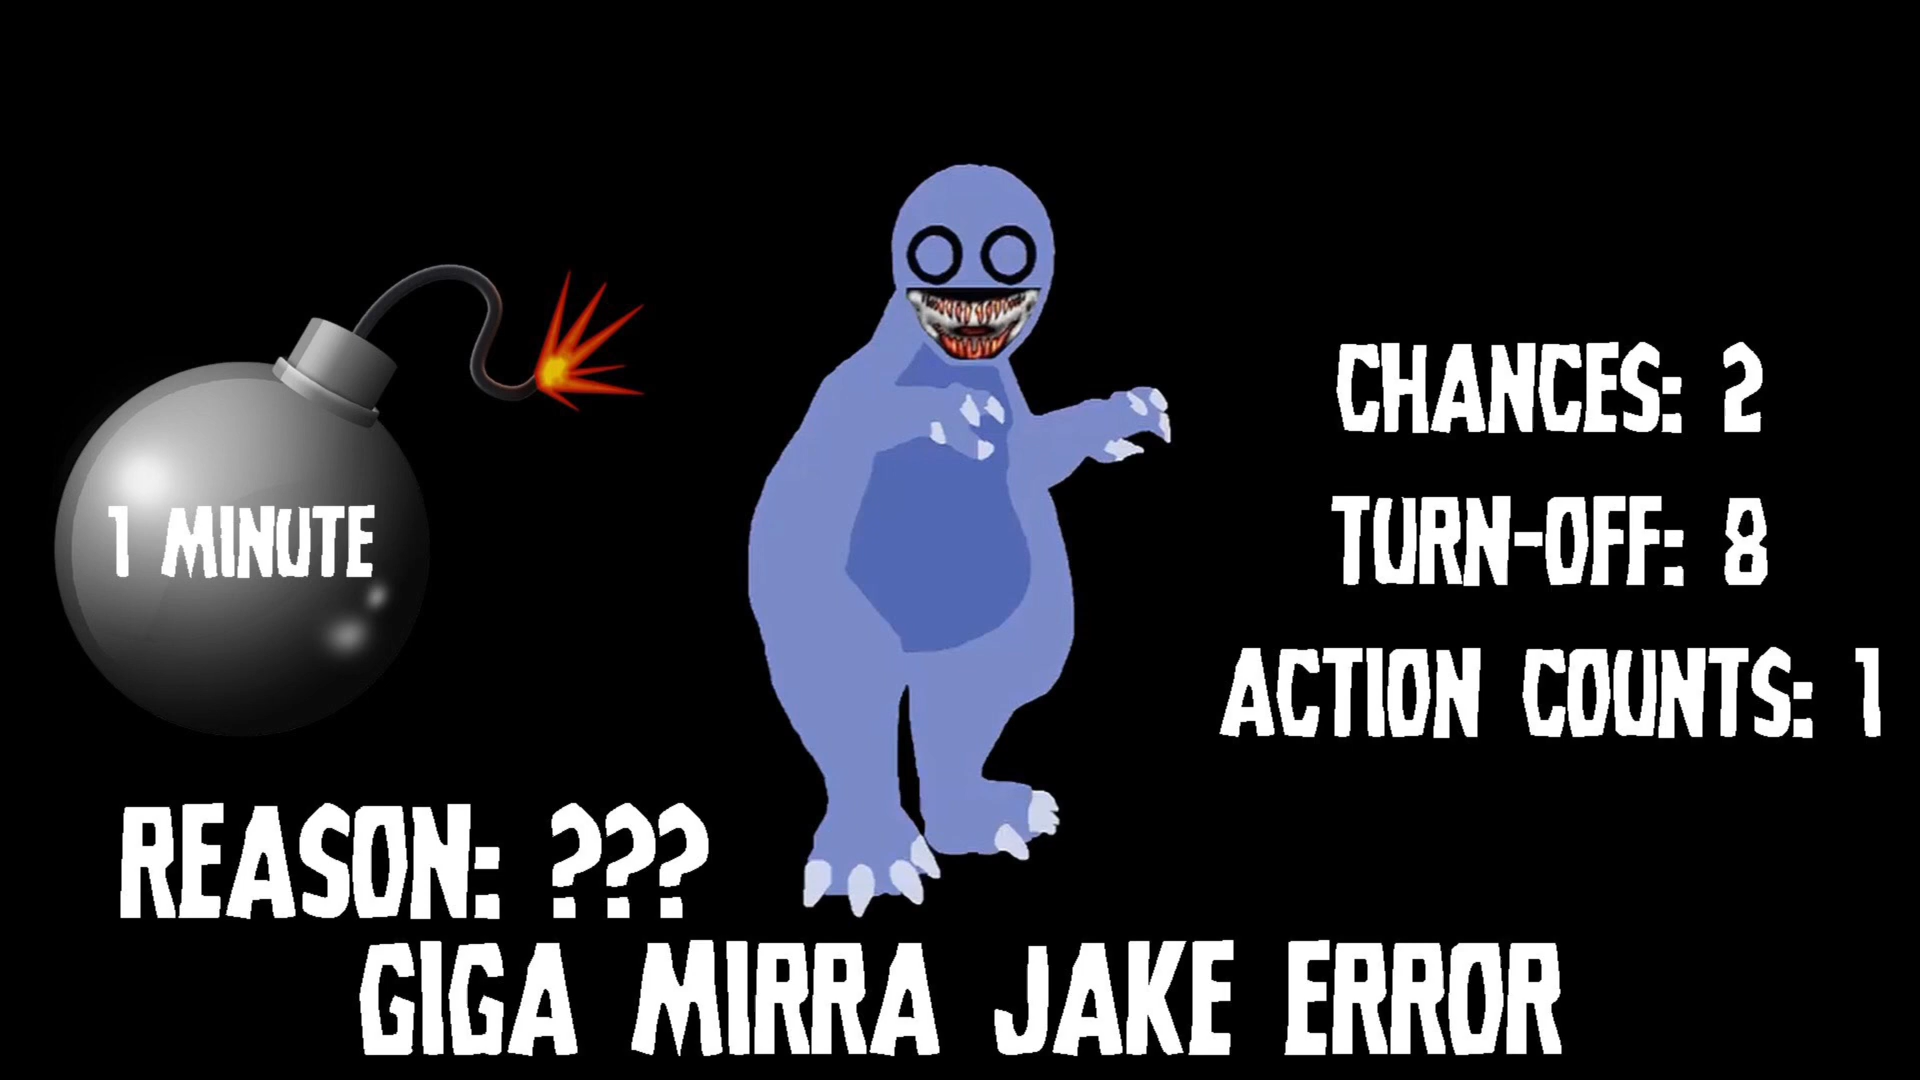 1 MINUTE
CHANCES: 2
TURN-OFF: 8
ACTION COUNTS: 1
REASON: ???
GIGA MIRRA JAKE ERROR